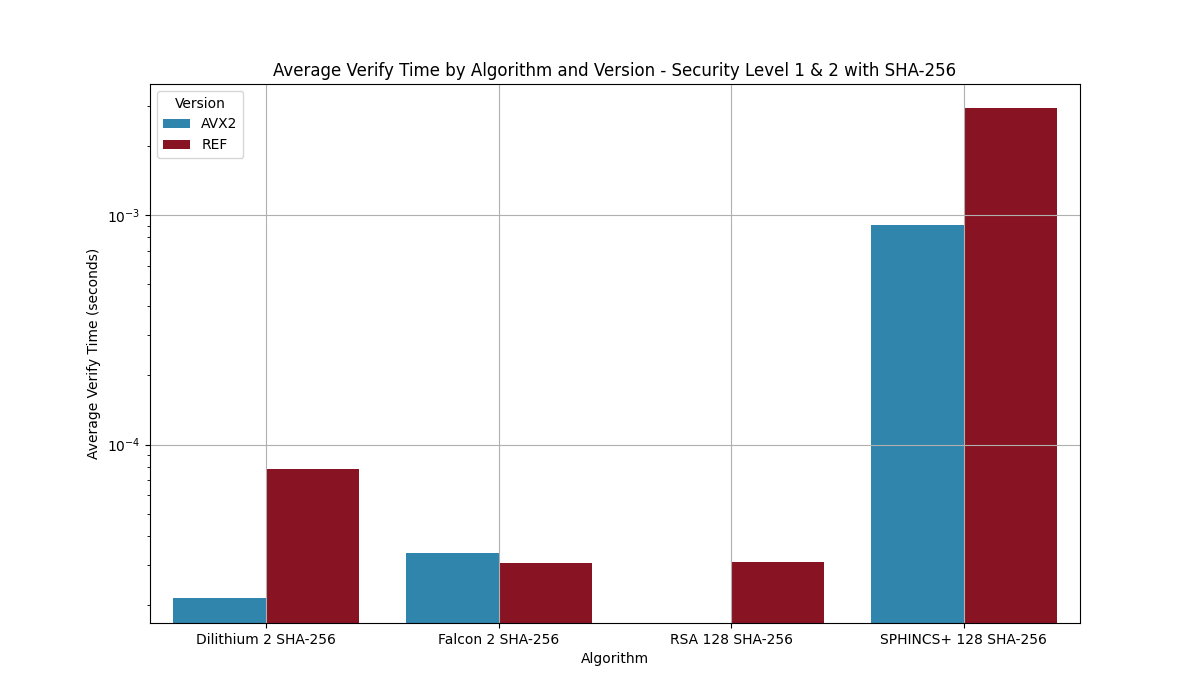 Average Verify Time by Algorithm and Version - Security Level 1 & 2 with SHA-256
Version
AVX2
REF
10⁻³
10⁻⁴
Average Verify Time (seconds)
Dilithium 2 SHA-256
Falcon 2 SHA-256
RSA 128 SHA-256
SPHINCS+ 128 SHA-256
Algorithm